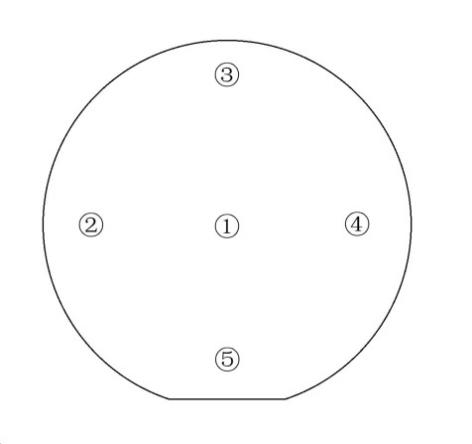 ③
② ① ④
⑤